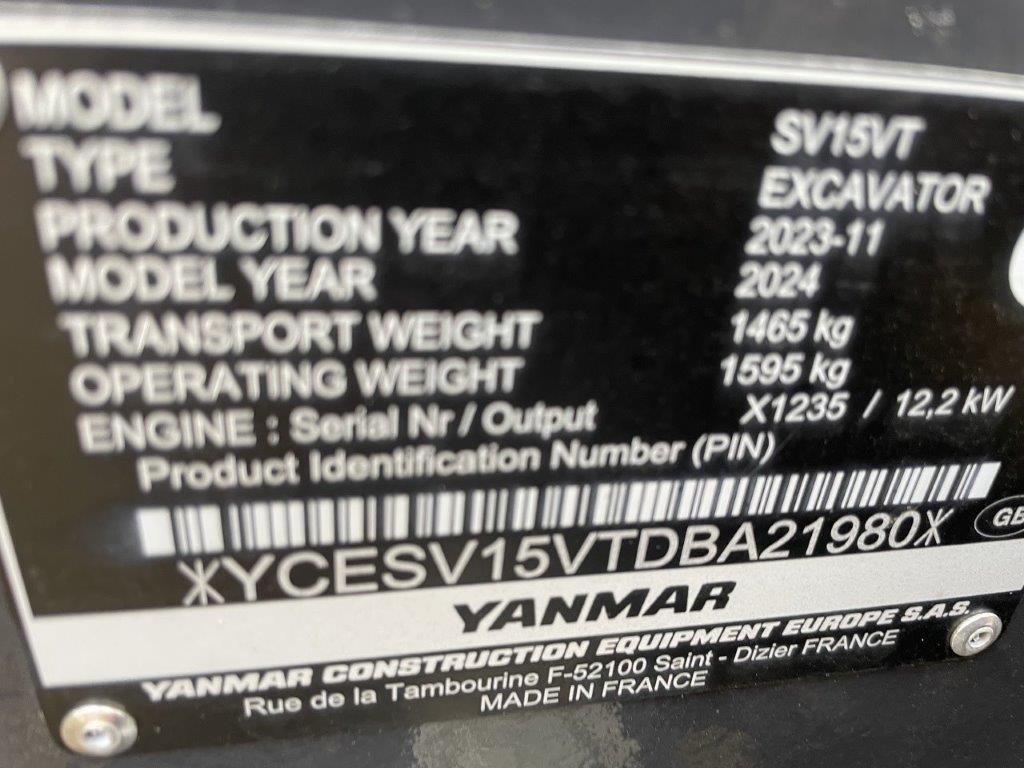 MODEL SV15VT
TYPE EXCAVATOR
PRODUCTION YEAR 2023-11
MODEL YEAR 2024
TRANSPORT WEIGHT 1465 kg
OPERATING WEIGHT 1595 kg
ENGINE : Serial Nr / Output X1235 / 12,2 kW
Product Identification Number (PIN)
*YCESV15VTDBA21980*
GB
YANMAR
YANMAR CONSTRUCTION EQUIPMENT EUROPE S.A.S.
Rue de la Tambourine F-52100 Saint - Dizier FRANCE
MADE IN FRANCE